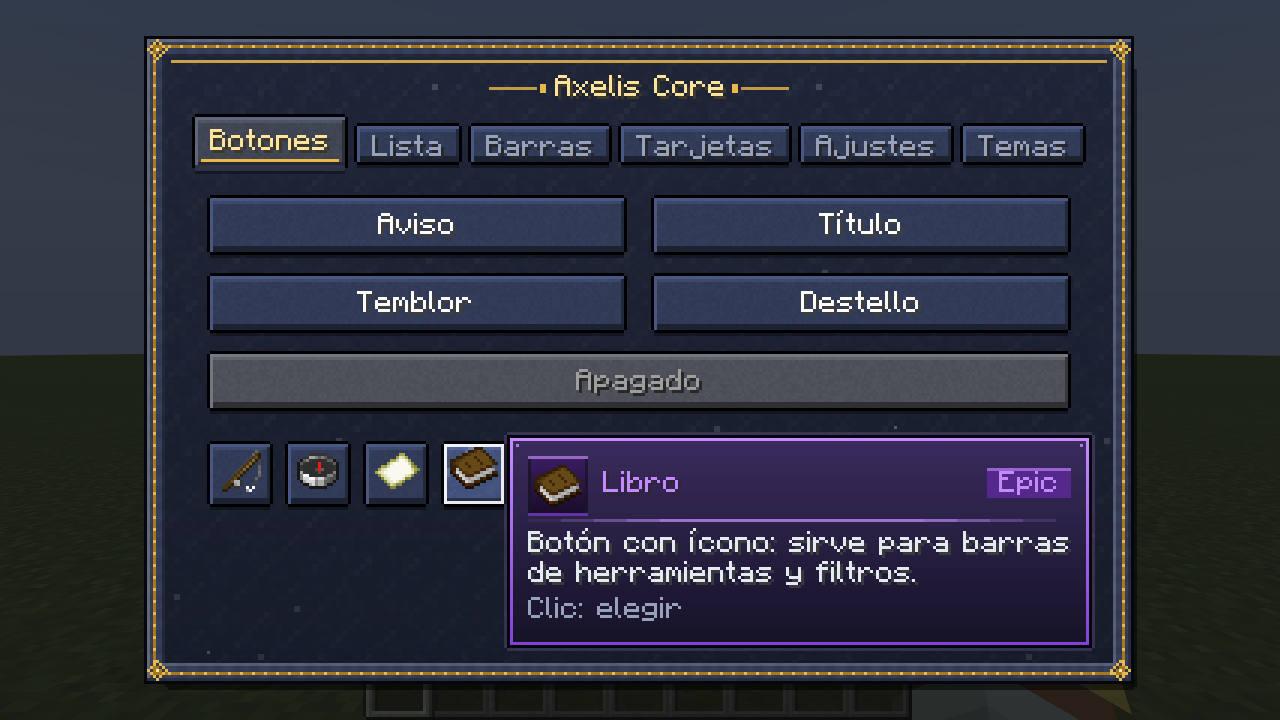 Axelis Core
Botones Lista Barras Tarjetas Ajustes Temas
Aviso Título
Temblor Destello
Apagado
Libro Epic
Botón con ícono: sirve para barras
de herramientas y filtros.
Clic: elegir